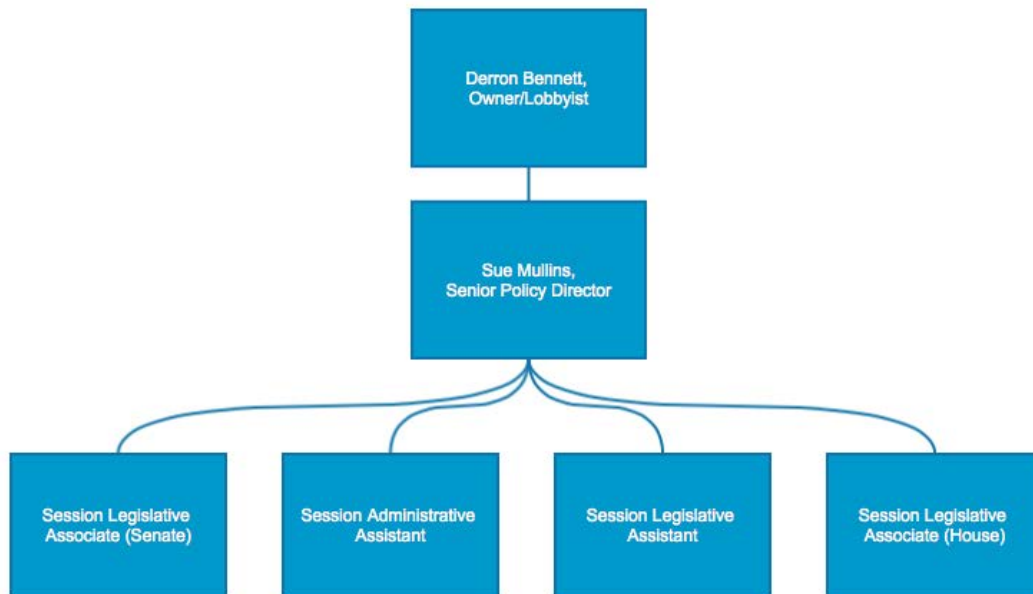 Derron Bennett,
Owner/Lobbyist
Sue Mullins,
Senior Policy Director
Session Legislative
Associate (Senate)
Session Administrative
Assistant
Session Legislative
Assistant
Session Legislative
Associate (House)